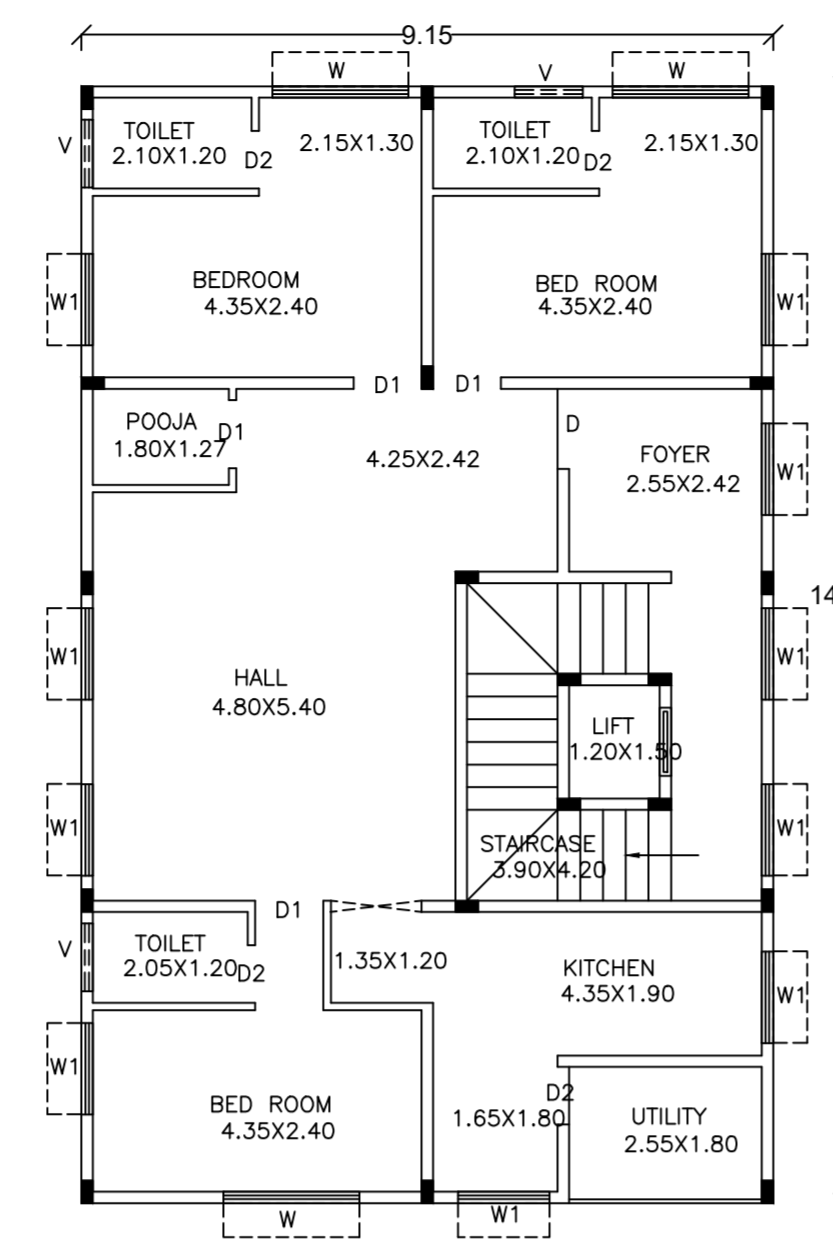 9.15
W
V
W
V
TOILET
2.10X1.20
D2
2.15X1.30
TOILET
2.10X1.20
D2
2.15X1.30
W1
BEDROOM
4.35X2.40
BED ROOM
4.35X2.40
W1
D1
D1
POOJA
1.80X1.27
D1
4.25X2.42
D
FOYER
2.55X2.42
W1
14
W1
HALL
4.80X5.40
W1
LIFT
1.20X1.50
W1
STAIRCASE
3.90X4.20
W1
D1
V
TOILET
2.05X1.20
D2
1.35X1.20
KITCHEN
4.35X1.90
W1
W1
BED ROOM
4.35X2.40
D2
1.65X1.80
UTILITY
2.55X1.80
W
W1